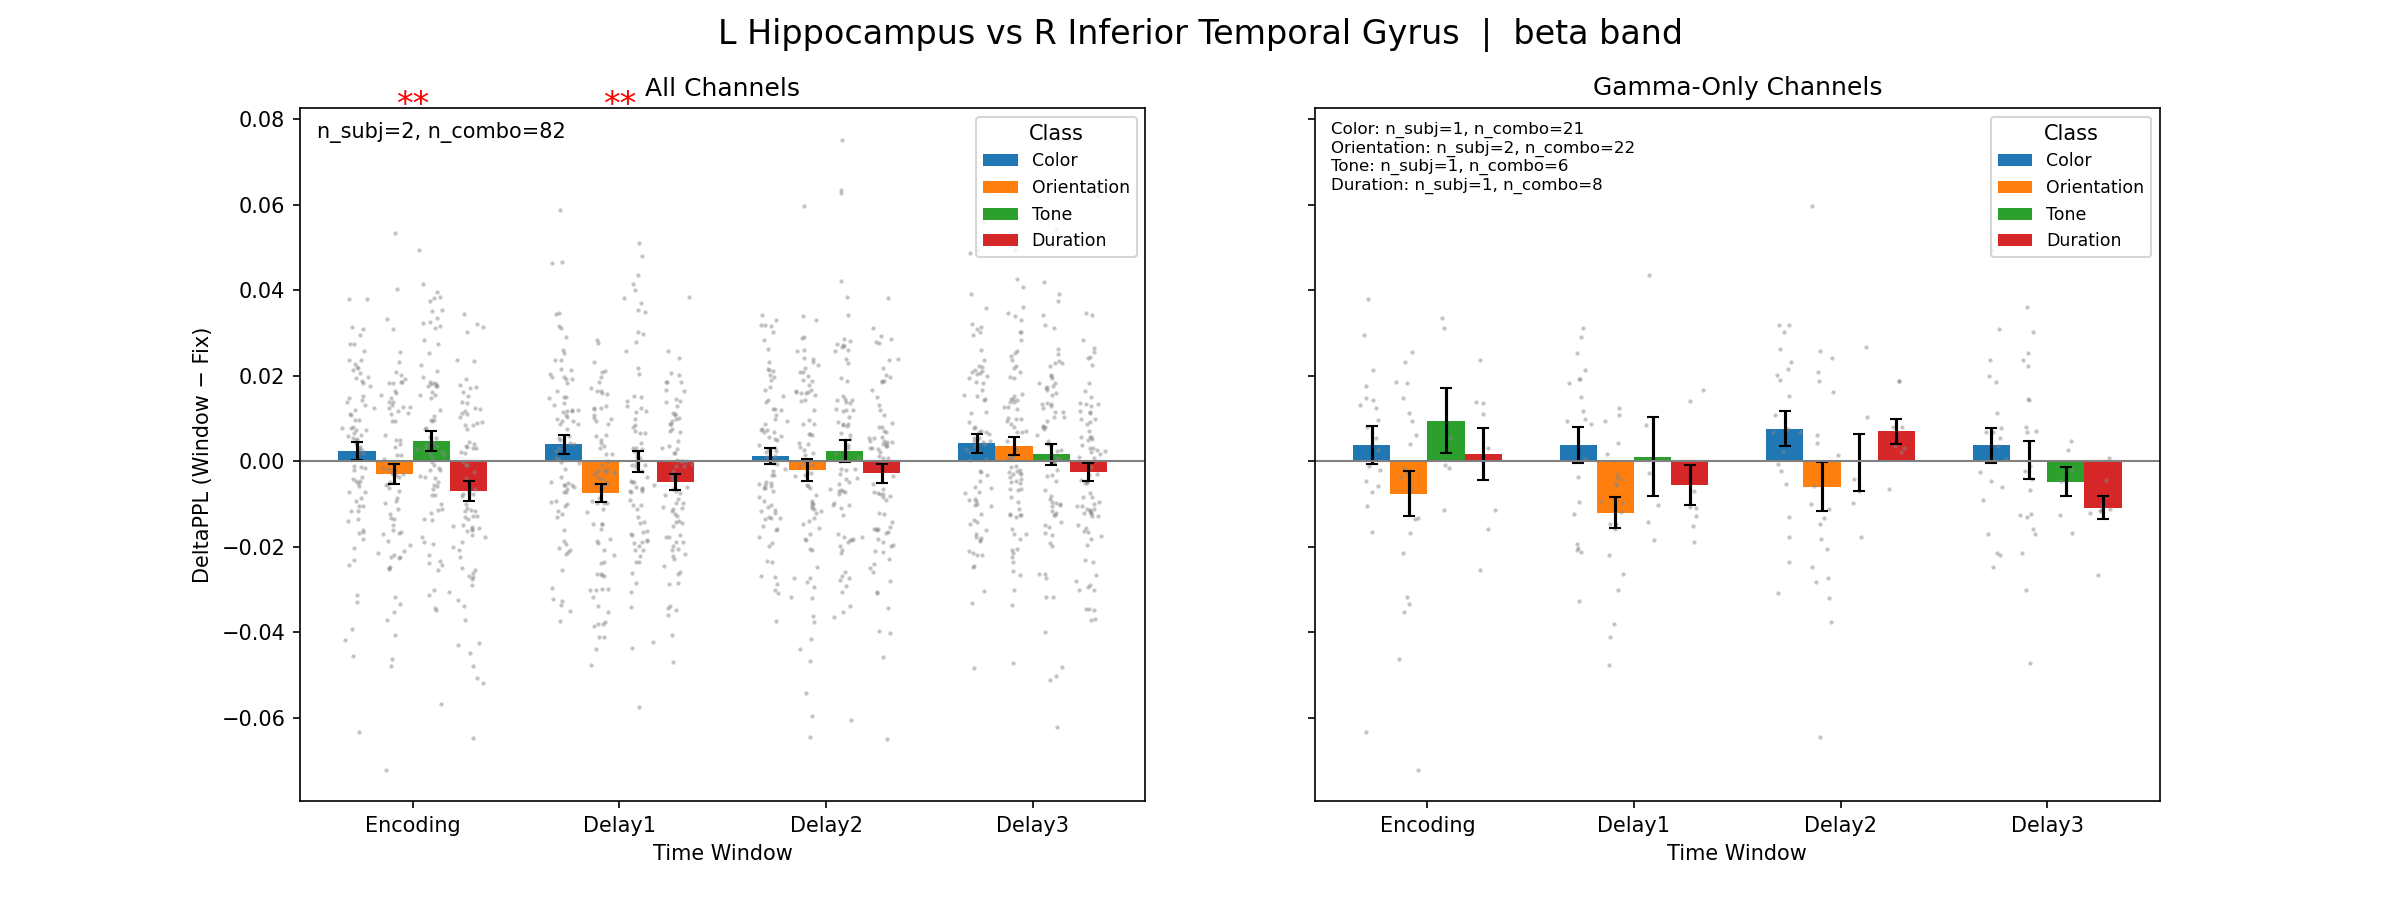 L Hippocampus vs R Inferior Temporal Gyrus | beta band
** ** All Channels
n_subj=2, n_combo=82
Class
Color
Orientation
Tone
Duration
0.08
0.06
0.04
0.02
0.00
−0.02
−0.04
−0.06
DeltaPPL (Window − Fix)
Encoding Delay1 Delay2 Delay3
Time Window
Gamma-Only Channels
Color: n_subj=1, n_combo=21
Orientation: n_subj=2, n_combo=22
Tone: n_subj=1, n_combo=6
Duration: n_subj=1, n_combo=8
Class
Color
Orientation
Tone
Duration
Encoding Delay1 Delay2 Delay3
Time Window